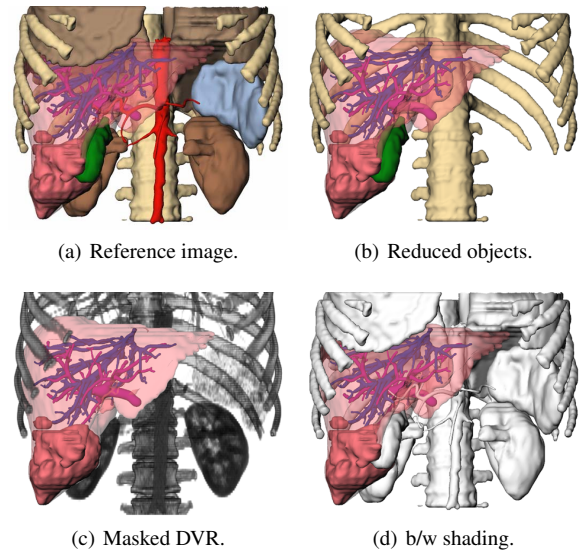 (a) Reference image.
(b) Reduced objects.
(c) Masked DVR.
(d) b/w shading.